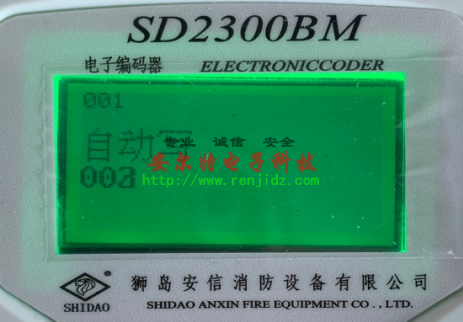 SD2300BM
电子编码器 ELECTRONICCODER
001
自动写
专业 诚信 安全
安尔特电子科技
003
http://www.renjidz.com
狮岛安信消防设备有限公司
SHIDAO
SHIDAO ANXIN FIRE EQUIPMENT CO., LTD.